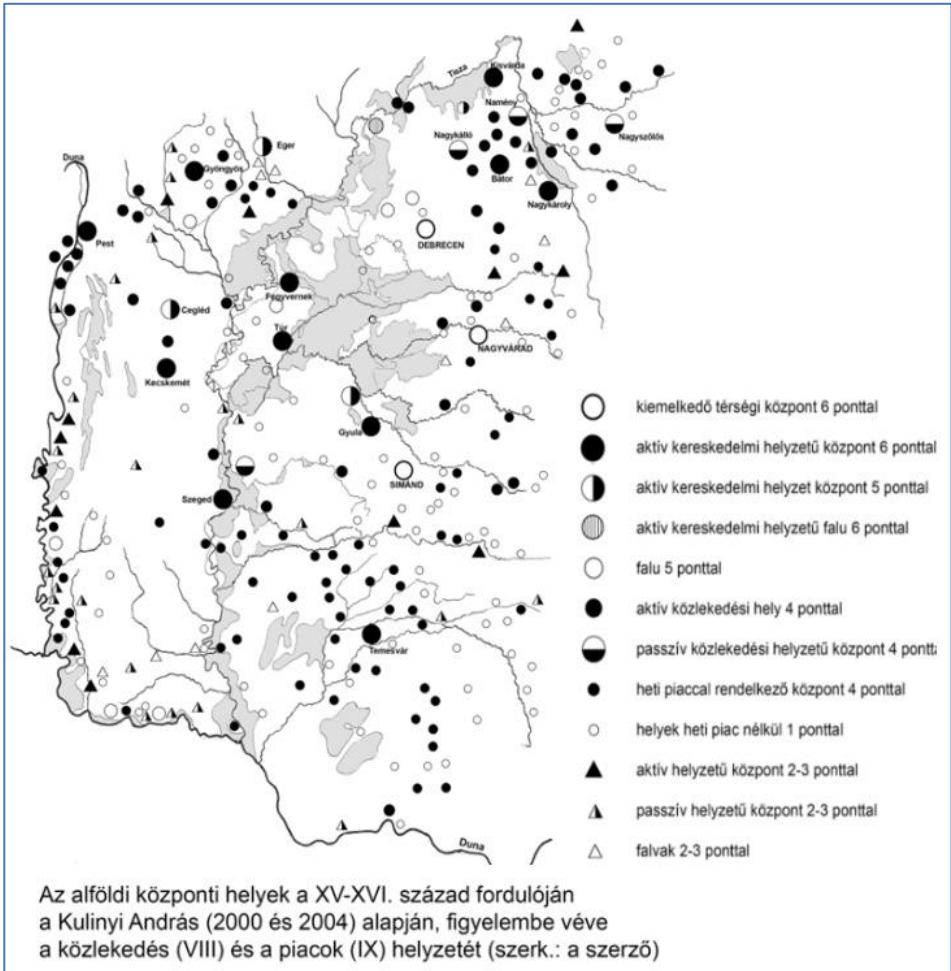 Tisza
Kisvárda
Namény
Nagykálló
Nagyszőlős
Bátor
Nagykároly
Duna
Eger
Gyöngyös
Pest
DEBRECEN
Fegyvernek
Cegléd
Túr
NAGYVÁRAD
Kecskemét
Gyula
SIMÁND
Szeged
Temesvár
Duna
kiemelkedő térségi központ 6 ponttal
aktív kereskedelmi helyzetű központ 6 ponttal
aktív kereskedelmi helyzet központ 5 ponttal
aktív kereskedelmi helyzetű falu 6 ponttal
falu 5 ponttal
aktív közlekedési hely 4 ponttal
passzív közlekedési helyzetű központ 4 pontta
heti piaccal rendelkező központ 4 ponttal
helyek heti piac nélkül 1 ponttal
aktív helyzetű központ 2-3 ponttal
passzív helyzetű központ 2-3 ponttal
falvak 2-3 ponttal
Az alföldi központi helyek a XV-XVI. század fordulóján
a Kulinyi András (2000 és 2004) alapján, figyelembe véve
a közlekedés (VIII) és a piacok (IX) helyzetét (szerk.: a szerző)